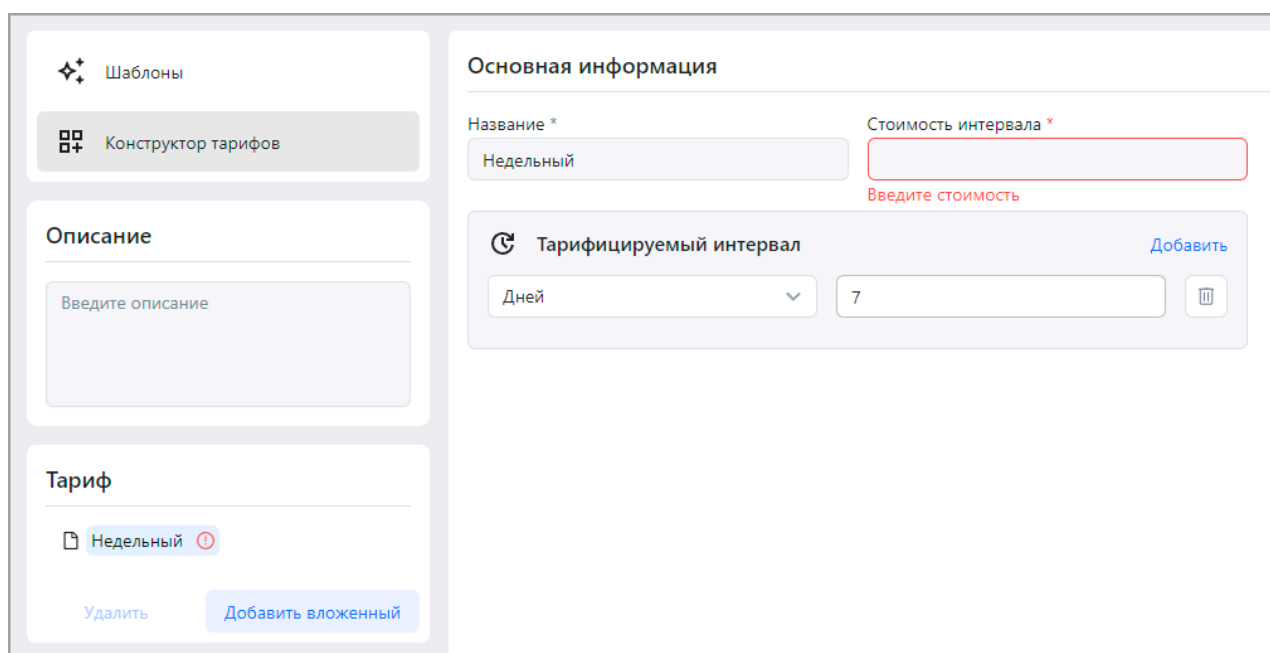 Шаблоны
Конструктор тарифов
Описание
Введите описание
Тариф
Недельный
Удалить
Добавить вложенный
Основная информация
Название *
Стоимость интервала *
Недельный
Введите стоимость
Тарифицируемый интервал
Добавить
Дней
7